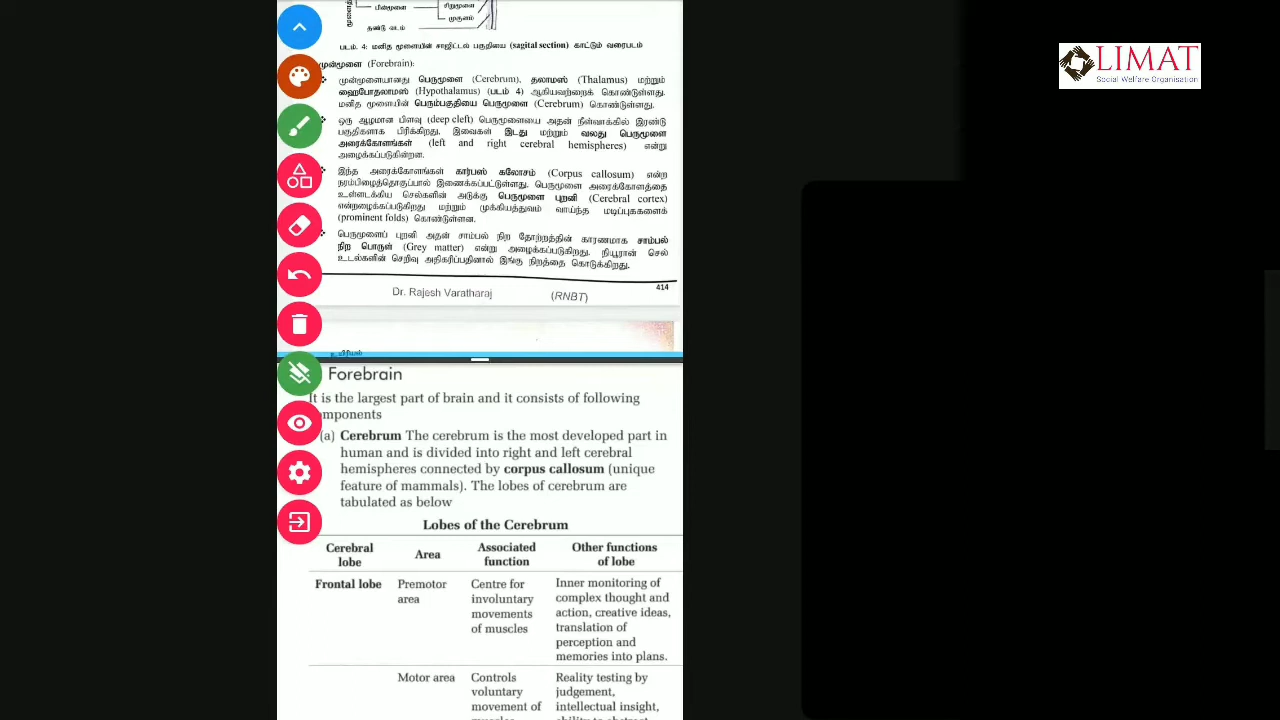 பின்மூளை
சிறுமூளை
முகுளம்
தண்டு வடம்
படம். 4: மனித மூளையின் சாஜிட்டல் பகுதியை (sagital section) காட்டும் வரைபடம்
முன்மூளை (Forebrain):
முன்மூளையானது பெருமூளை (Cerebrum), தலாமஸ் (Thalamus) மற்றும்
ஹைபோதலாமஸ் (Hypothalamus) (படம் 4) ஆகியவற்றைக் கொண்டுள்ளது.
மனித மூளையின் பெரும்பகுதியை பெருமூளை (Cerebrum) கொண்டுள்ளது.
ஒரு ஆழமான பிளவு (deep cleft) பெருமூளையை அதன் நீள்வாக்கில் இரண்டு
பகுதிகளாக பிரிக்கிறது. இவைகள் இடது மற்றும் வலது பெருமூளை
அரைக்கோளங்கள் (left and right cerebral hemispheres) என்று
அழைக்கப்படுகின்றன.
இந்த அரைக்கோளங்கள் கார்பஸ் கலோசம் (Corpus callosum) என்ற
நரம்பிழைத்தொகுப்பால் இணைக்கப்பட்டுள்ளது. பெருமூளை அரைக்கோளத்தை
உள்ளடக்கிய செல்களின் அடுக்கு பெருமூளை புறணி (Cerebral cortex)
என்றழைக்கப்படுகிறது மற்றும் முக்கியத்துவம் வாய்ந்த மடிப்புககளைக்
(prominent folds) கொண்டுள்ளன.
பெருமூளைப் புறணி அதன் சாம்பல் நிற தோற்றத்தின் காரணமாக சாம்பல்
நிற பொருள் (Grey matter) என்று அழைக்கப்படுகிறது. நியூரான் செல்
உடல்களின் செறிவு அதிகரிப்பதினால் இங்கு நிறத்தை கொடுக்கிறது.
414
Dr. Rajesh Varatharaj (RNBT)
Forebrain
It is the largest part of brain and it consists of following
mponents
(a) Cerebrum The cerebrum is the most developed part in
human and is divided into right and left cerebral
hemispheres connected by corpus callosum (unique
feature of mammals). The lobes of cerebrum are
tabulated as below
Lobes of the Cerebrum
Cerebral lobe Area Associated function Other functions of lobe
Frontal lobe Premotor area Centre for involuntary movements of muscles Inner monitoring of complex thought and action, creative ideas, translation of perception and memories into plans.
Motor area Controls voluntary movement of Reality testing by judgement, intellectual insight,
LIMAT
Social Welfare Organisation